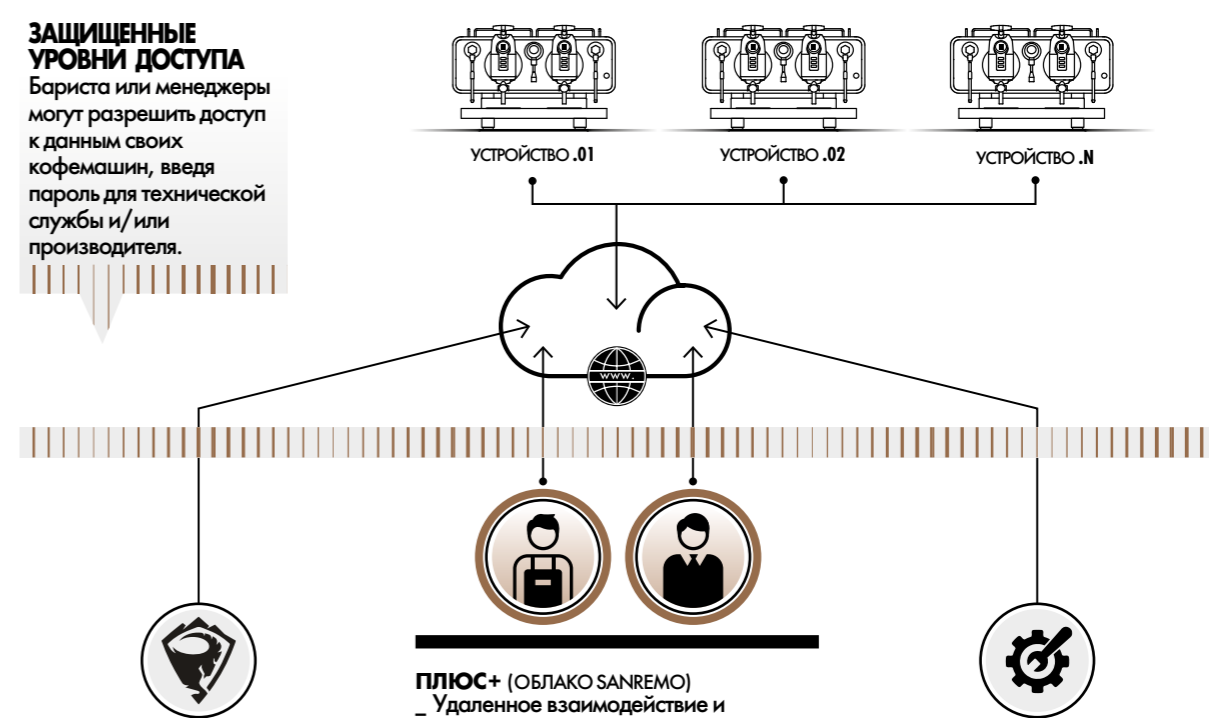 ЗАЩИЩЕННЫЕ
УРОВНИ ДОСТУПА
Бариста или менеджеры
могут разрешить доступ
к данным своих
кофемашин, введя
пароль для технической
службы и/или
производителя.
УСТРОЙСТВО .01
УСТРОЙСТВО .02
УСТРОЙСТВО .N
www.
ПЛЮС+ (ОБЛАКО SANREMO)
_ Удаленное взаимодействие и